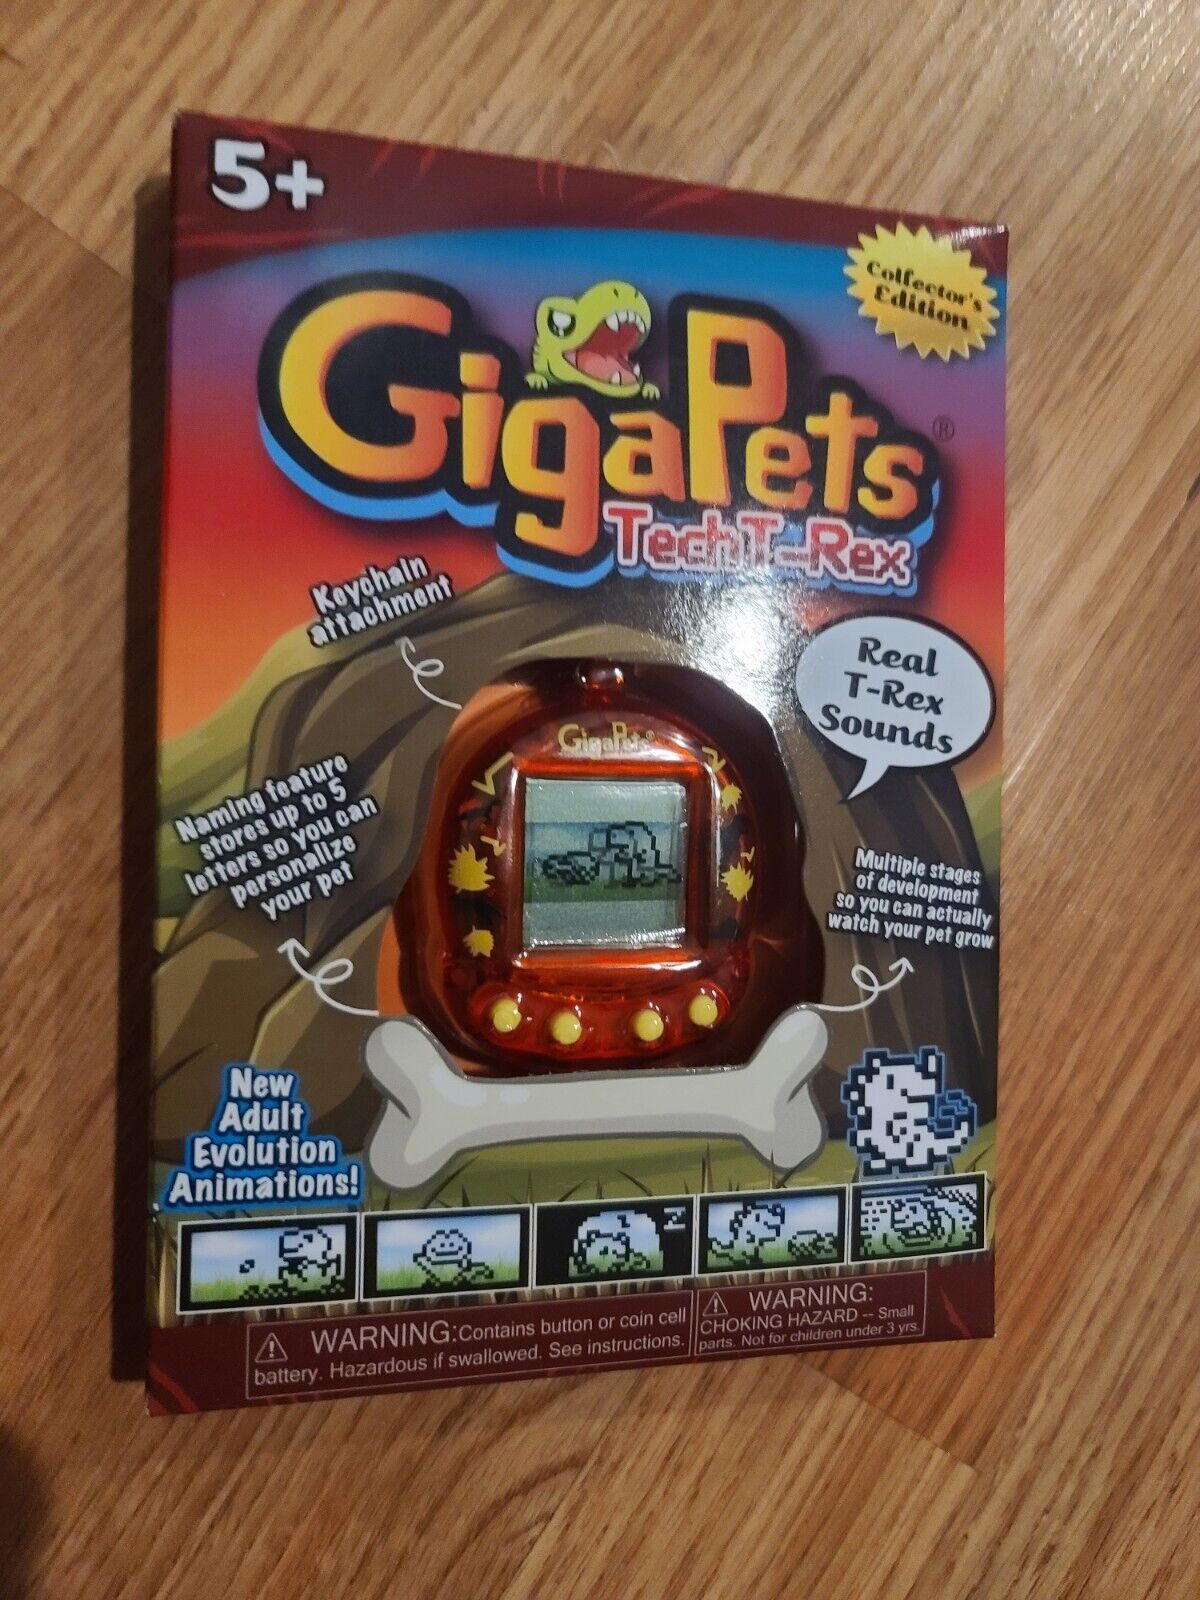 5+
Collector's
Edition
GigaPets®
Tech T-Rex
Keychain
attachment
Real
T-Rex
Sounds
GigaPets®
Naming feature
stores up to 5
letters so you can
personalize
your pet
Multiple stages
of development
so you can actually
watch your pet grow
New
Adult
Evolution
Animations!
Z
⚠ WARNING:Contains button or coin cell
battery. Hazardous if swallowed. See instructions.
⚠ WARNING:
CHOKING HAZARD -- Small
parts. Not for children under 3 yrs.